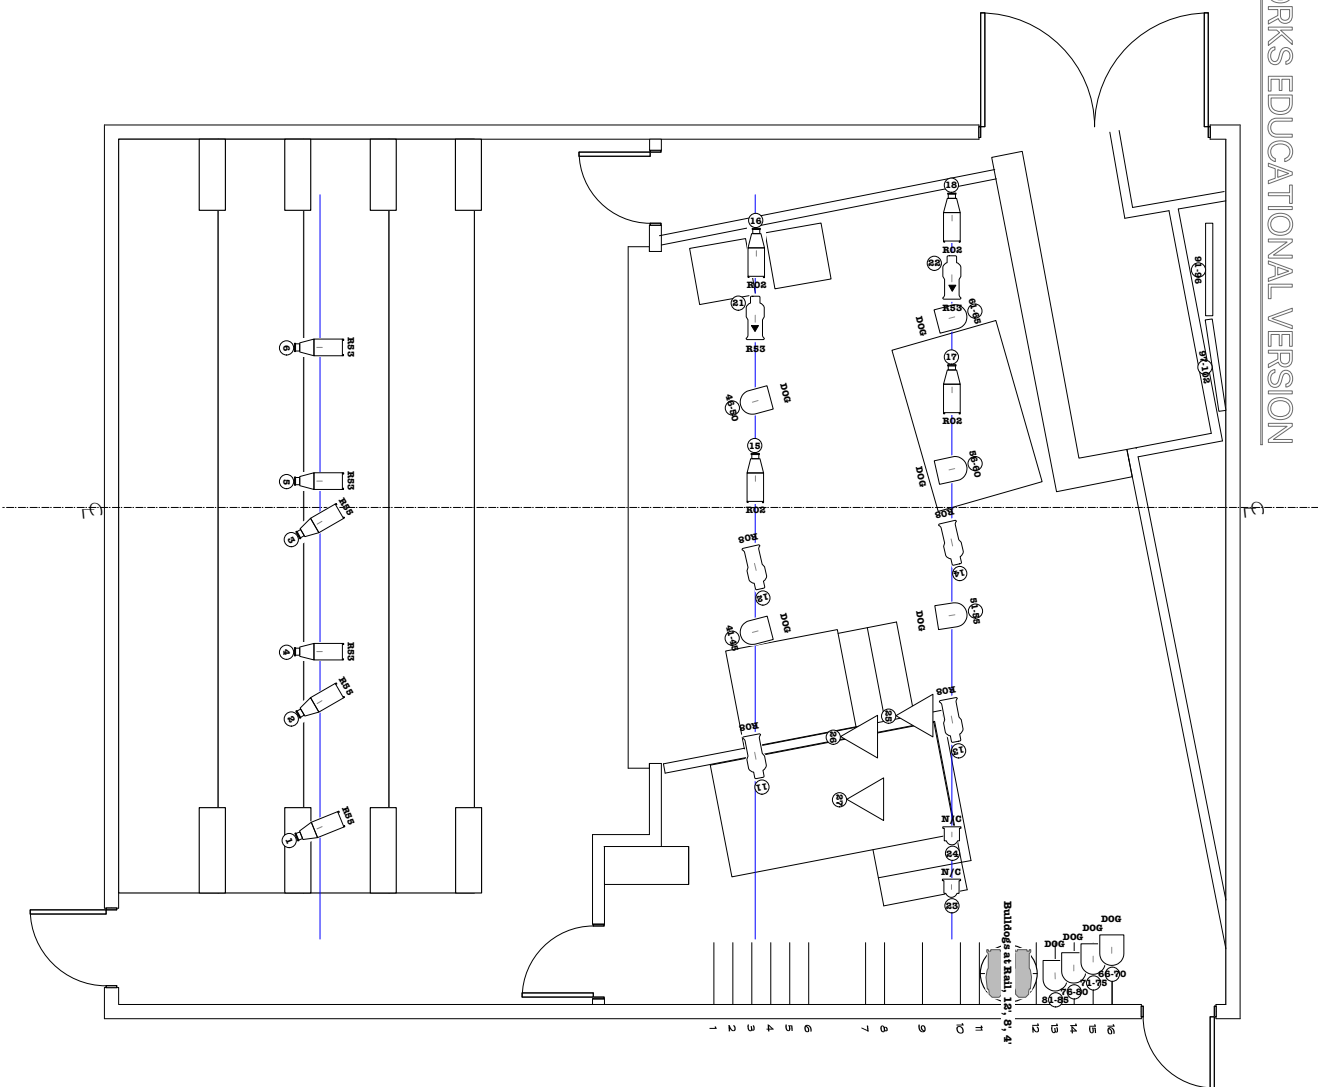 ORKS EDUCATIONAL VERSION
18
16
R02
22
91-96
R02
21
R53
61-65
DOG
R53
6
R53
17
97-102
DOG
46-50
R02
15
56-60
DOG
5
R53
R02
R55
3
R08
R08
14
12
51-55
DOG
DOG
41-45
4
R53
R55
2
R08
25
R08
26
13
11
27
R55
1
N/C
24
N/C
23
Bulldogs at Rail, 12', 8', 4'
DOG
DOG
DOG
DOG
66-70
71-75
76-80
81-85
1 2 3 4 5 6 7 8 9 10 11 12 13 14 15 16